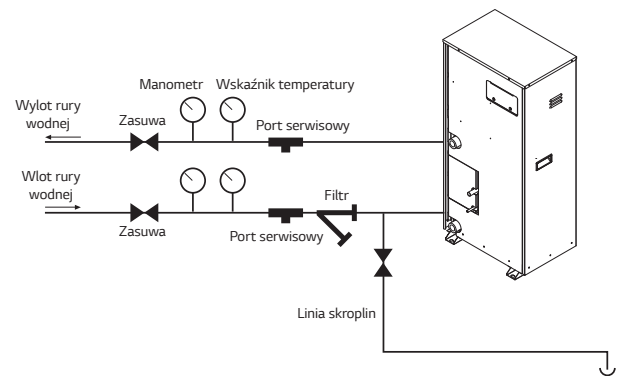 Manometr
Wskaźnik temperatury
Wylot rury
wodnej
Zasuwa
Port serwisowy
Wlot rury
wodnej
Filtr
Zasuwa
Port serwisowy
Linia skroplin